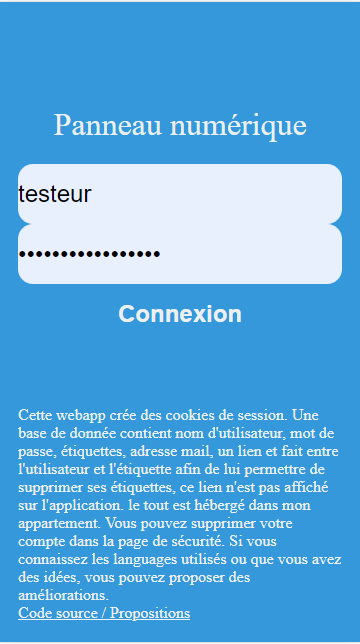 Panneau numérique
testeur
•••••••••••••••••
Connexion
Cette webapp crée des cookies de session. Une
base de donnée contient nom d'utilisateur, mot de
passe, étiquettes, adresse mail, un lien et fait entre
l'utilisateur et l'étiquette afin de lui permettre de
supprimer ses étiquettes, ce lien n'est pas affiché
sur l'application. le tout est hébergé dans mon
appartement. Vous pouvez supprimer votre
compte dans la page de sécurité. Si vous
connaissez les languages utilisés ou que vous avez
des idées, vous pouvez proposer des
améliorations.
Code source / Propositions